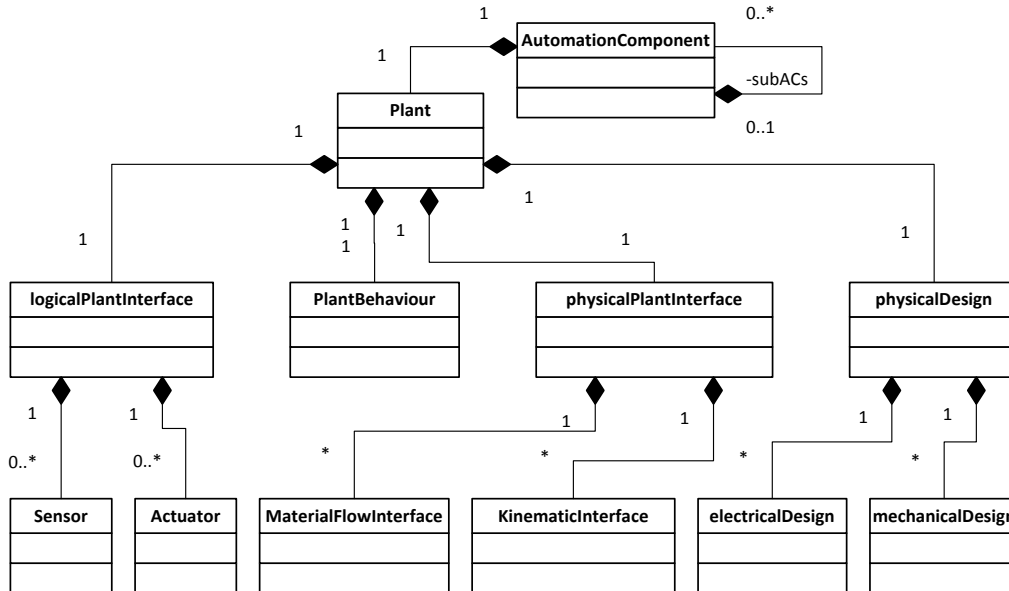 1
0..*
AutomationComponent
1
-subACs
Plant
0..1
1
1
1
1
1
1
1
1
logicalPlantInterface
PlantBehaviour
physicalPlantInterface
physicalDesign
1
1
1
1
1
1
0..*
0..*
*
*
*
*
Sensor
Actuator
MaterialFlowInterface
KinematicInterface
electricalDesign
mechanicalDesign